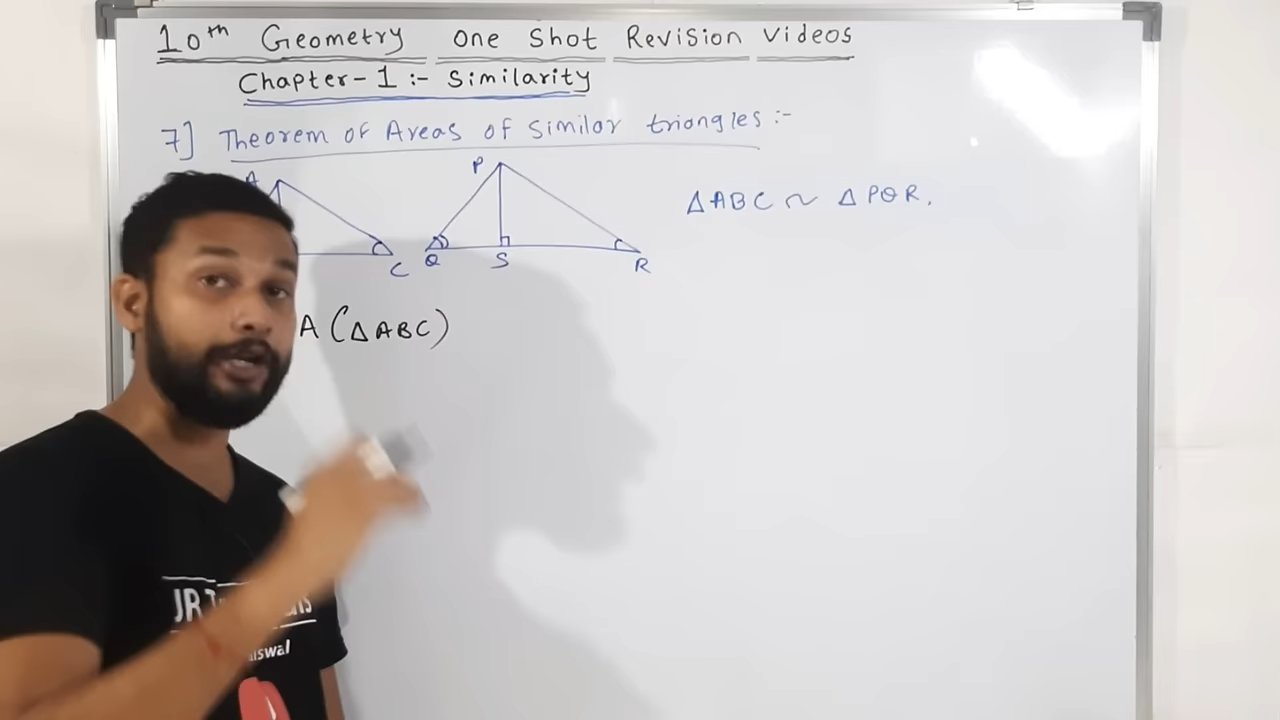 10th Geometry One Shot Revision Videos
Chapter-1 :- Similarity
7] Theorem of Areas of Similar triangles :-
A
P
ΔABC ~ ΔPQR.
C Q S R
A (ΔABC)
JR